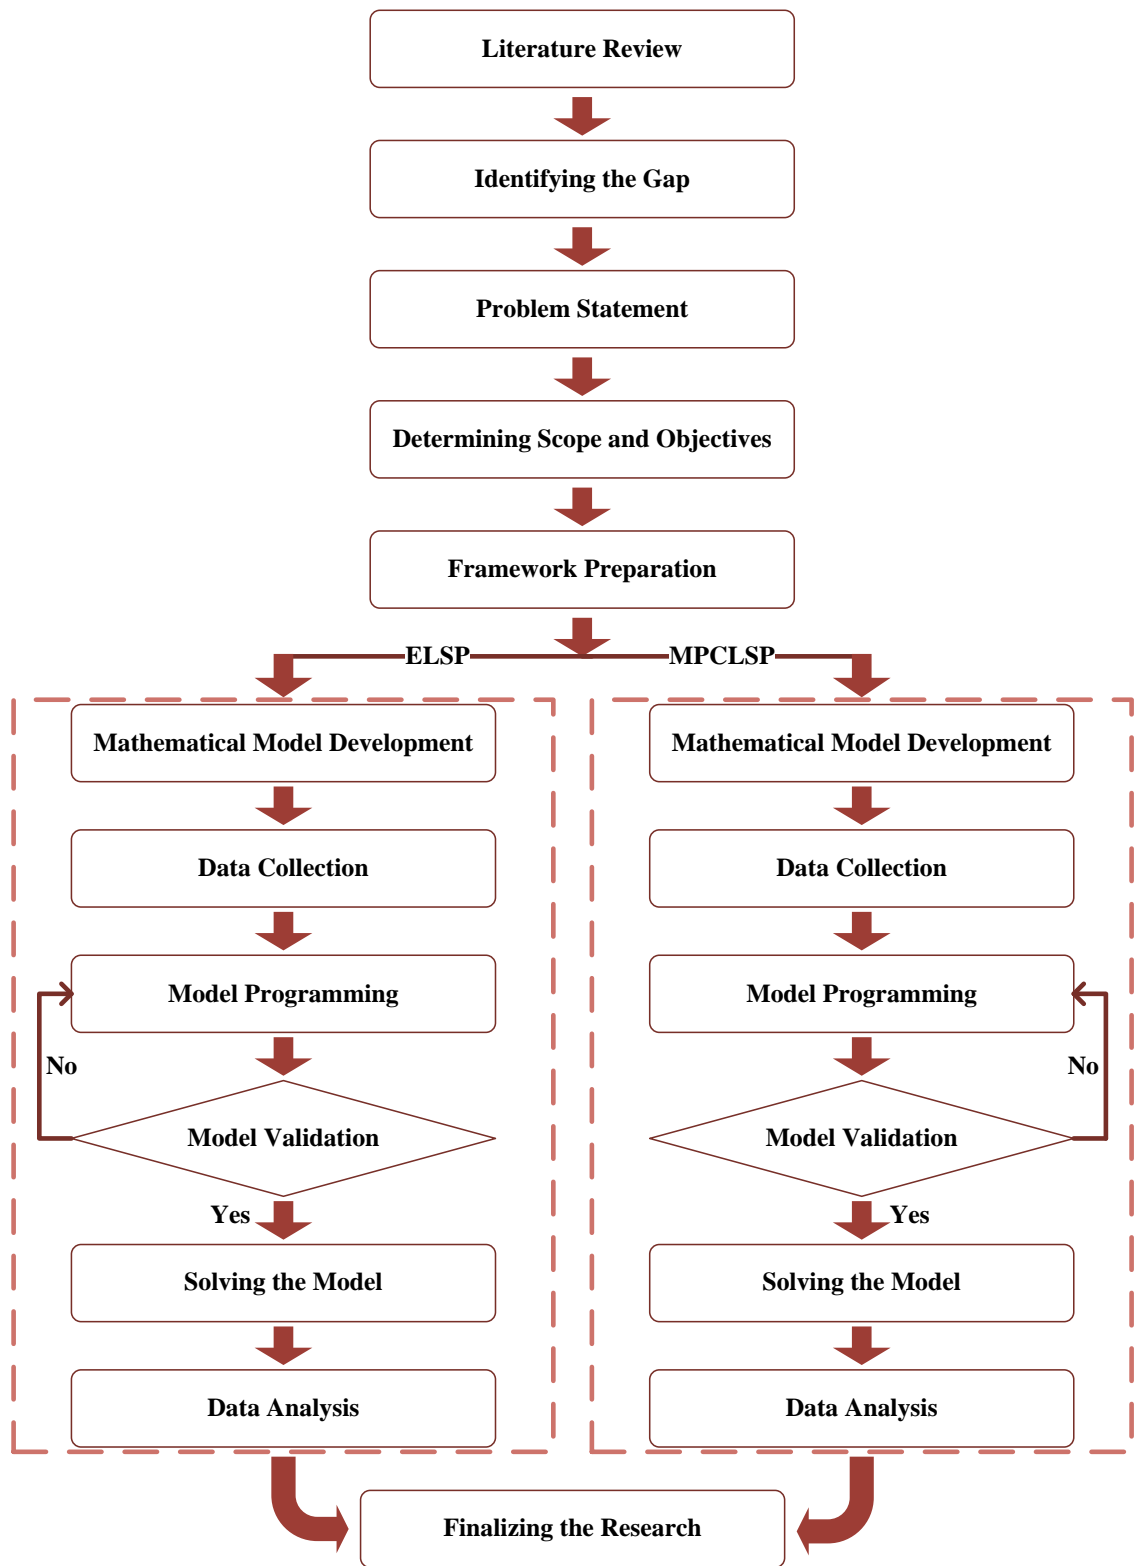 Literature Review
Identifying the Gap
Problem Statement
Determining Scope and Objectives
Framework Preparation
ELSP
MPCLSP
Mathematical Model Development
Data Collection
Model Programming
No
Model Validation
Yes
Solving the Model
Data Analysis
Mathematical Model Development
Data Collection
Model Programming
No
Model Validation
Yes
Solving the Model
Data Analysis
Finalizing the Research